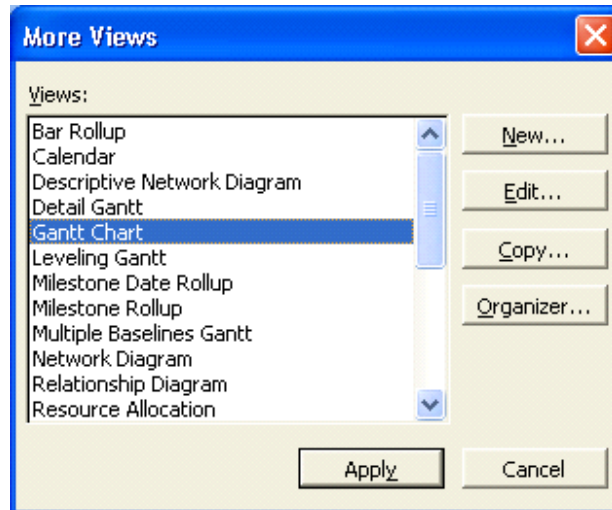 More Views
Views:
Bar Rollup
Calendar
Descriptive Network Diagram
Detail Gantt
Gantt Chart
Leveling Gantt
Milestone Date Rollup
Milestone Rollup
Multiple Baselines Gantt
Network Diagram
Relationship Diagram
Resource Allocation
New...
Edit...
Copy...
Organizer...
Apply
Cancel